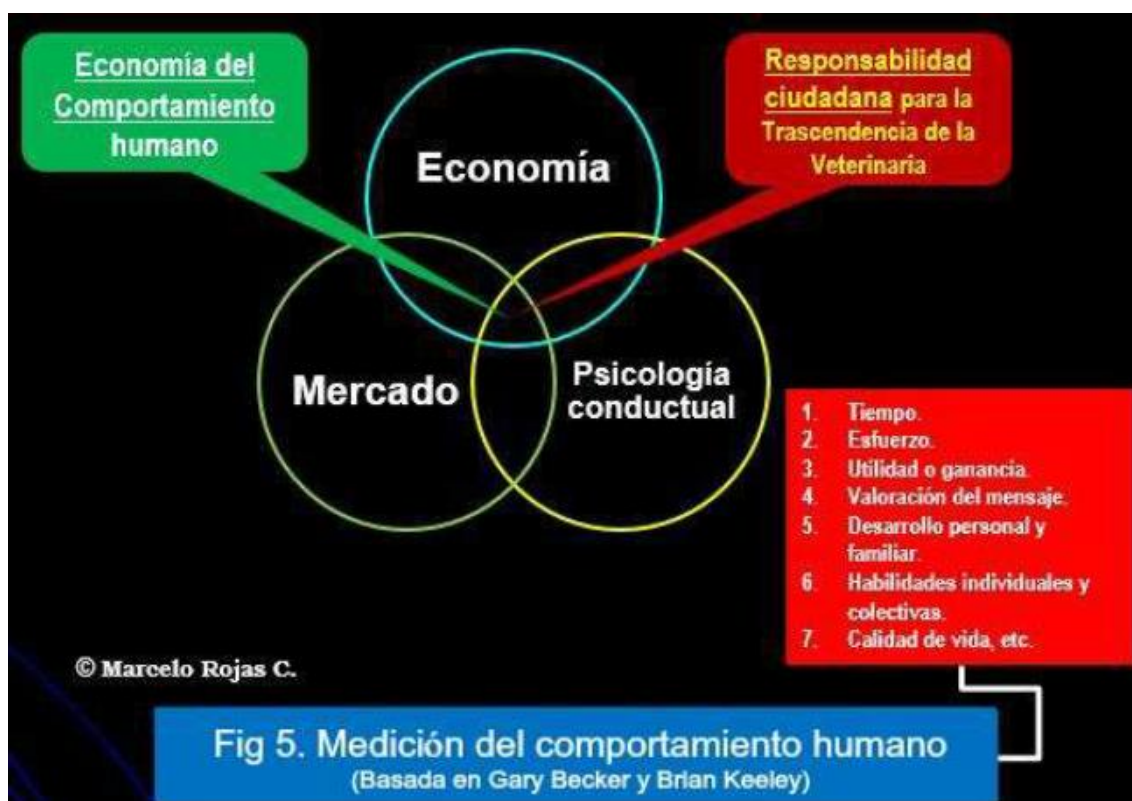 Economía del
Comportamiento
humano
Responsabilidad
ciudadana para la
Trascendencia de la
Veterinaria
Economía
Mercado
Psicología
conductual
1. Tiempo.
2. Esfuerzo.
3. Utilidad o ganancia.
4. Valoración del mensaje.
5. Desarrollo personal y
familiar.
6. Habilidades individuales y
colectivas.
7. Calidad de vida, etc.
© Marcelo Rojas C.
Fig 5. Medición del comportamiento humano
(Basada en Gary Becker y Brian Keeley)